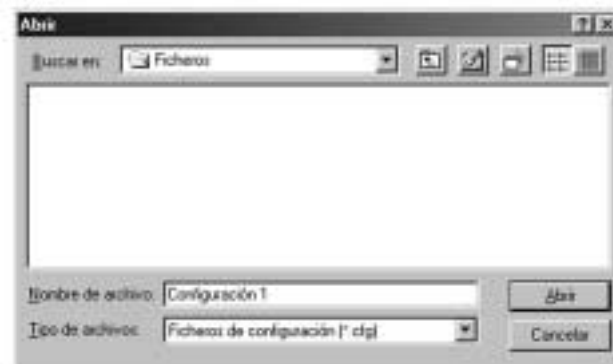 Abrir
Buscar en: Ficheros
Nombre de archivo: Configuración 1
Abrir
Tipo de archivos: Ficheros de configuración (*.cfg)
Cancelar